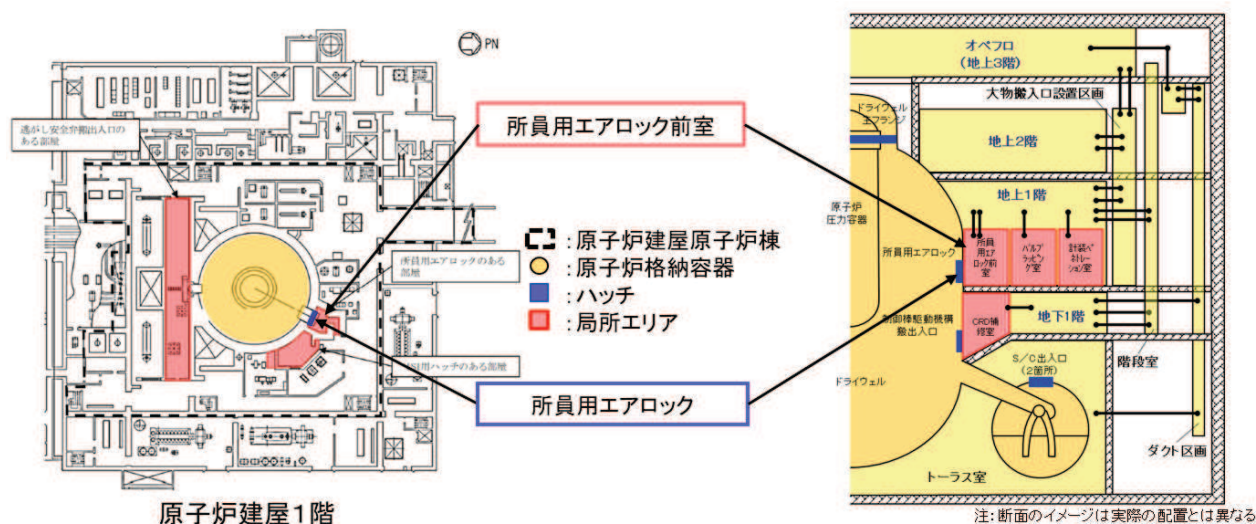 PN
逃がし安全弁搬出入口の
ある部屋
所員用エアロックのある
部屋
ISI用ハッチのある部屋
原子炉建屋1階
所員用エアロック前室
:原子炉建屋原子炉棟
:原子炉格納容器
:ハッチ
:局所エリア
所員用エアロック
オペフロ
(地上3階)
大物搬入口設置区画
ドライウェル
主フランジ
地上2階
地上1階
原子炉
圧力容器
所員用エアロック
所員
用エア
ロック前
室
バルブ
ラッピン
グ室
計装ペ
ネトレー
ション室
制御棒駆動機構
搬出入口
CRD補
修室
地下1階
階段室
S/C出入口
(2箇所)
ドライウェル
ダクト区画
トーラス室
注:断面のイメージは実際の配置とは異なる